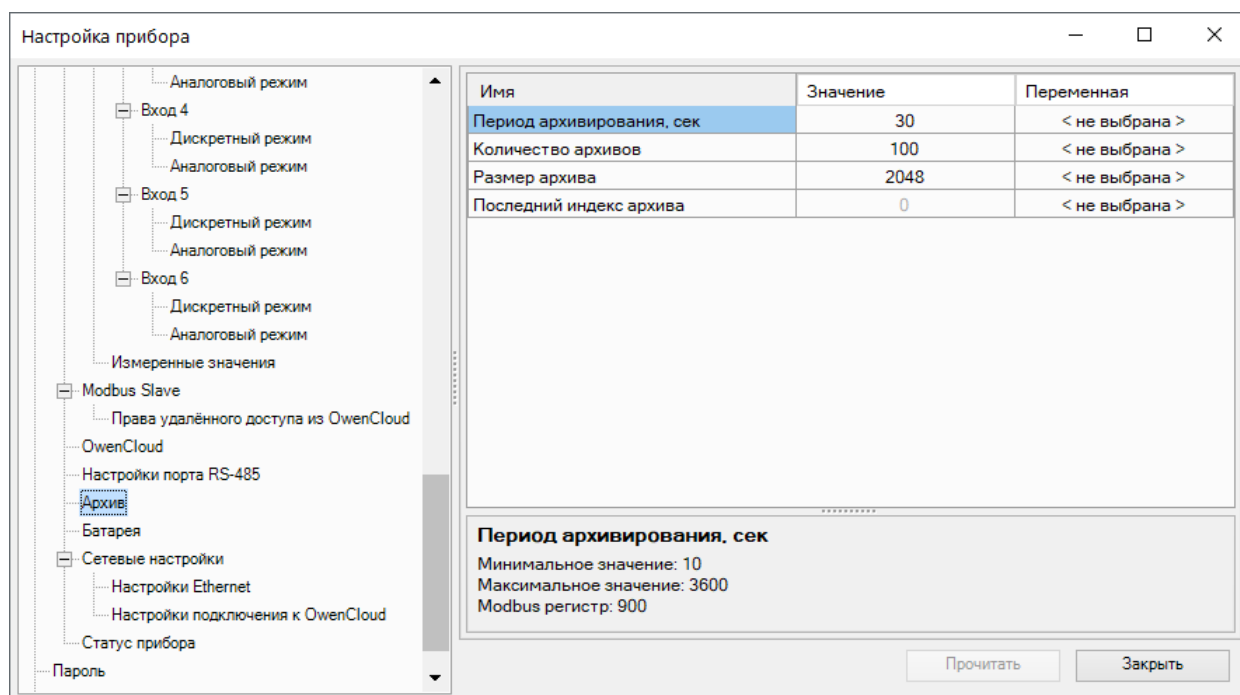 Настройка прибора
Аналоговый режим
Вход 4
Дискретный режим
Аналоговый режим
Вход 5
Дискретный режим
Аналоговый режим
Вход 6
Дискретный режим
Аналоговый режим
Измеренные значения
Modbus Slave
Права удалённого доступа из OwenCloud
OwenCloud
Настройки порта RS-485
Архив
Батарея
Сетевые настройки
Настройки Ethernet
Настройки подключения к OwenCloud
Статус прибора
Пароль
Имя Значение Переменная
Период архивирования, сек 30 < не выбрана >
Количество архивов 100 < не выбрана >
Размер архива 2048 < не выбрана >
Последний индекс архива 0 < не выбрана >
Период архивирования, сек
Минимальное значение: 10
Максимальное значение: 3600
Modbus регистр: 900
Прочитать Закрыть